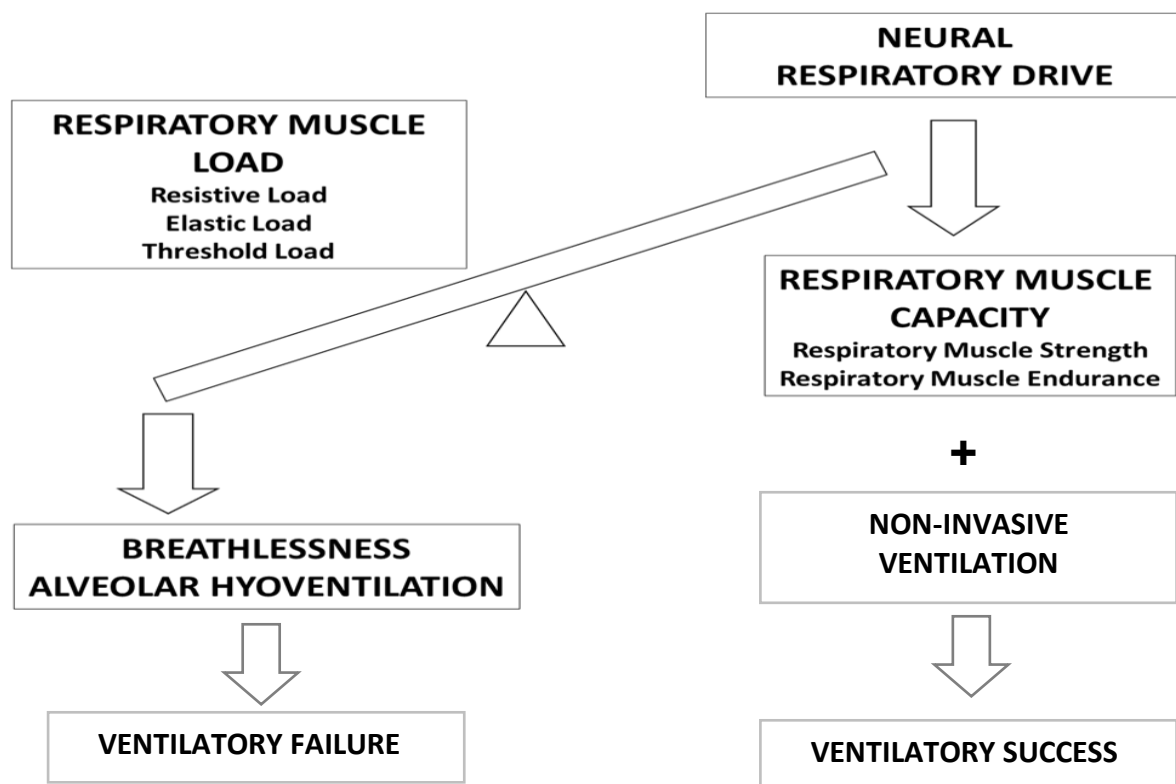 NEURAL
RESPIRATORY DRIVE
RESPIRATORY MUSCLE
LOAD
Resistive Load
Elastic Load
Threshold Load
RESPIRATORY MUSCLE
CAPACITY
Respiratory Muscle Strength
Respiratory Muscle Endurance
+
NON-INVASIVE
VENTILATION
BREATHLESSNESS
ALVEOLAR HYOVENTILATION
VENTILATORY FAILURE
VENTILATORY SUCCESS